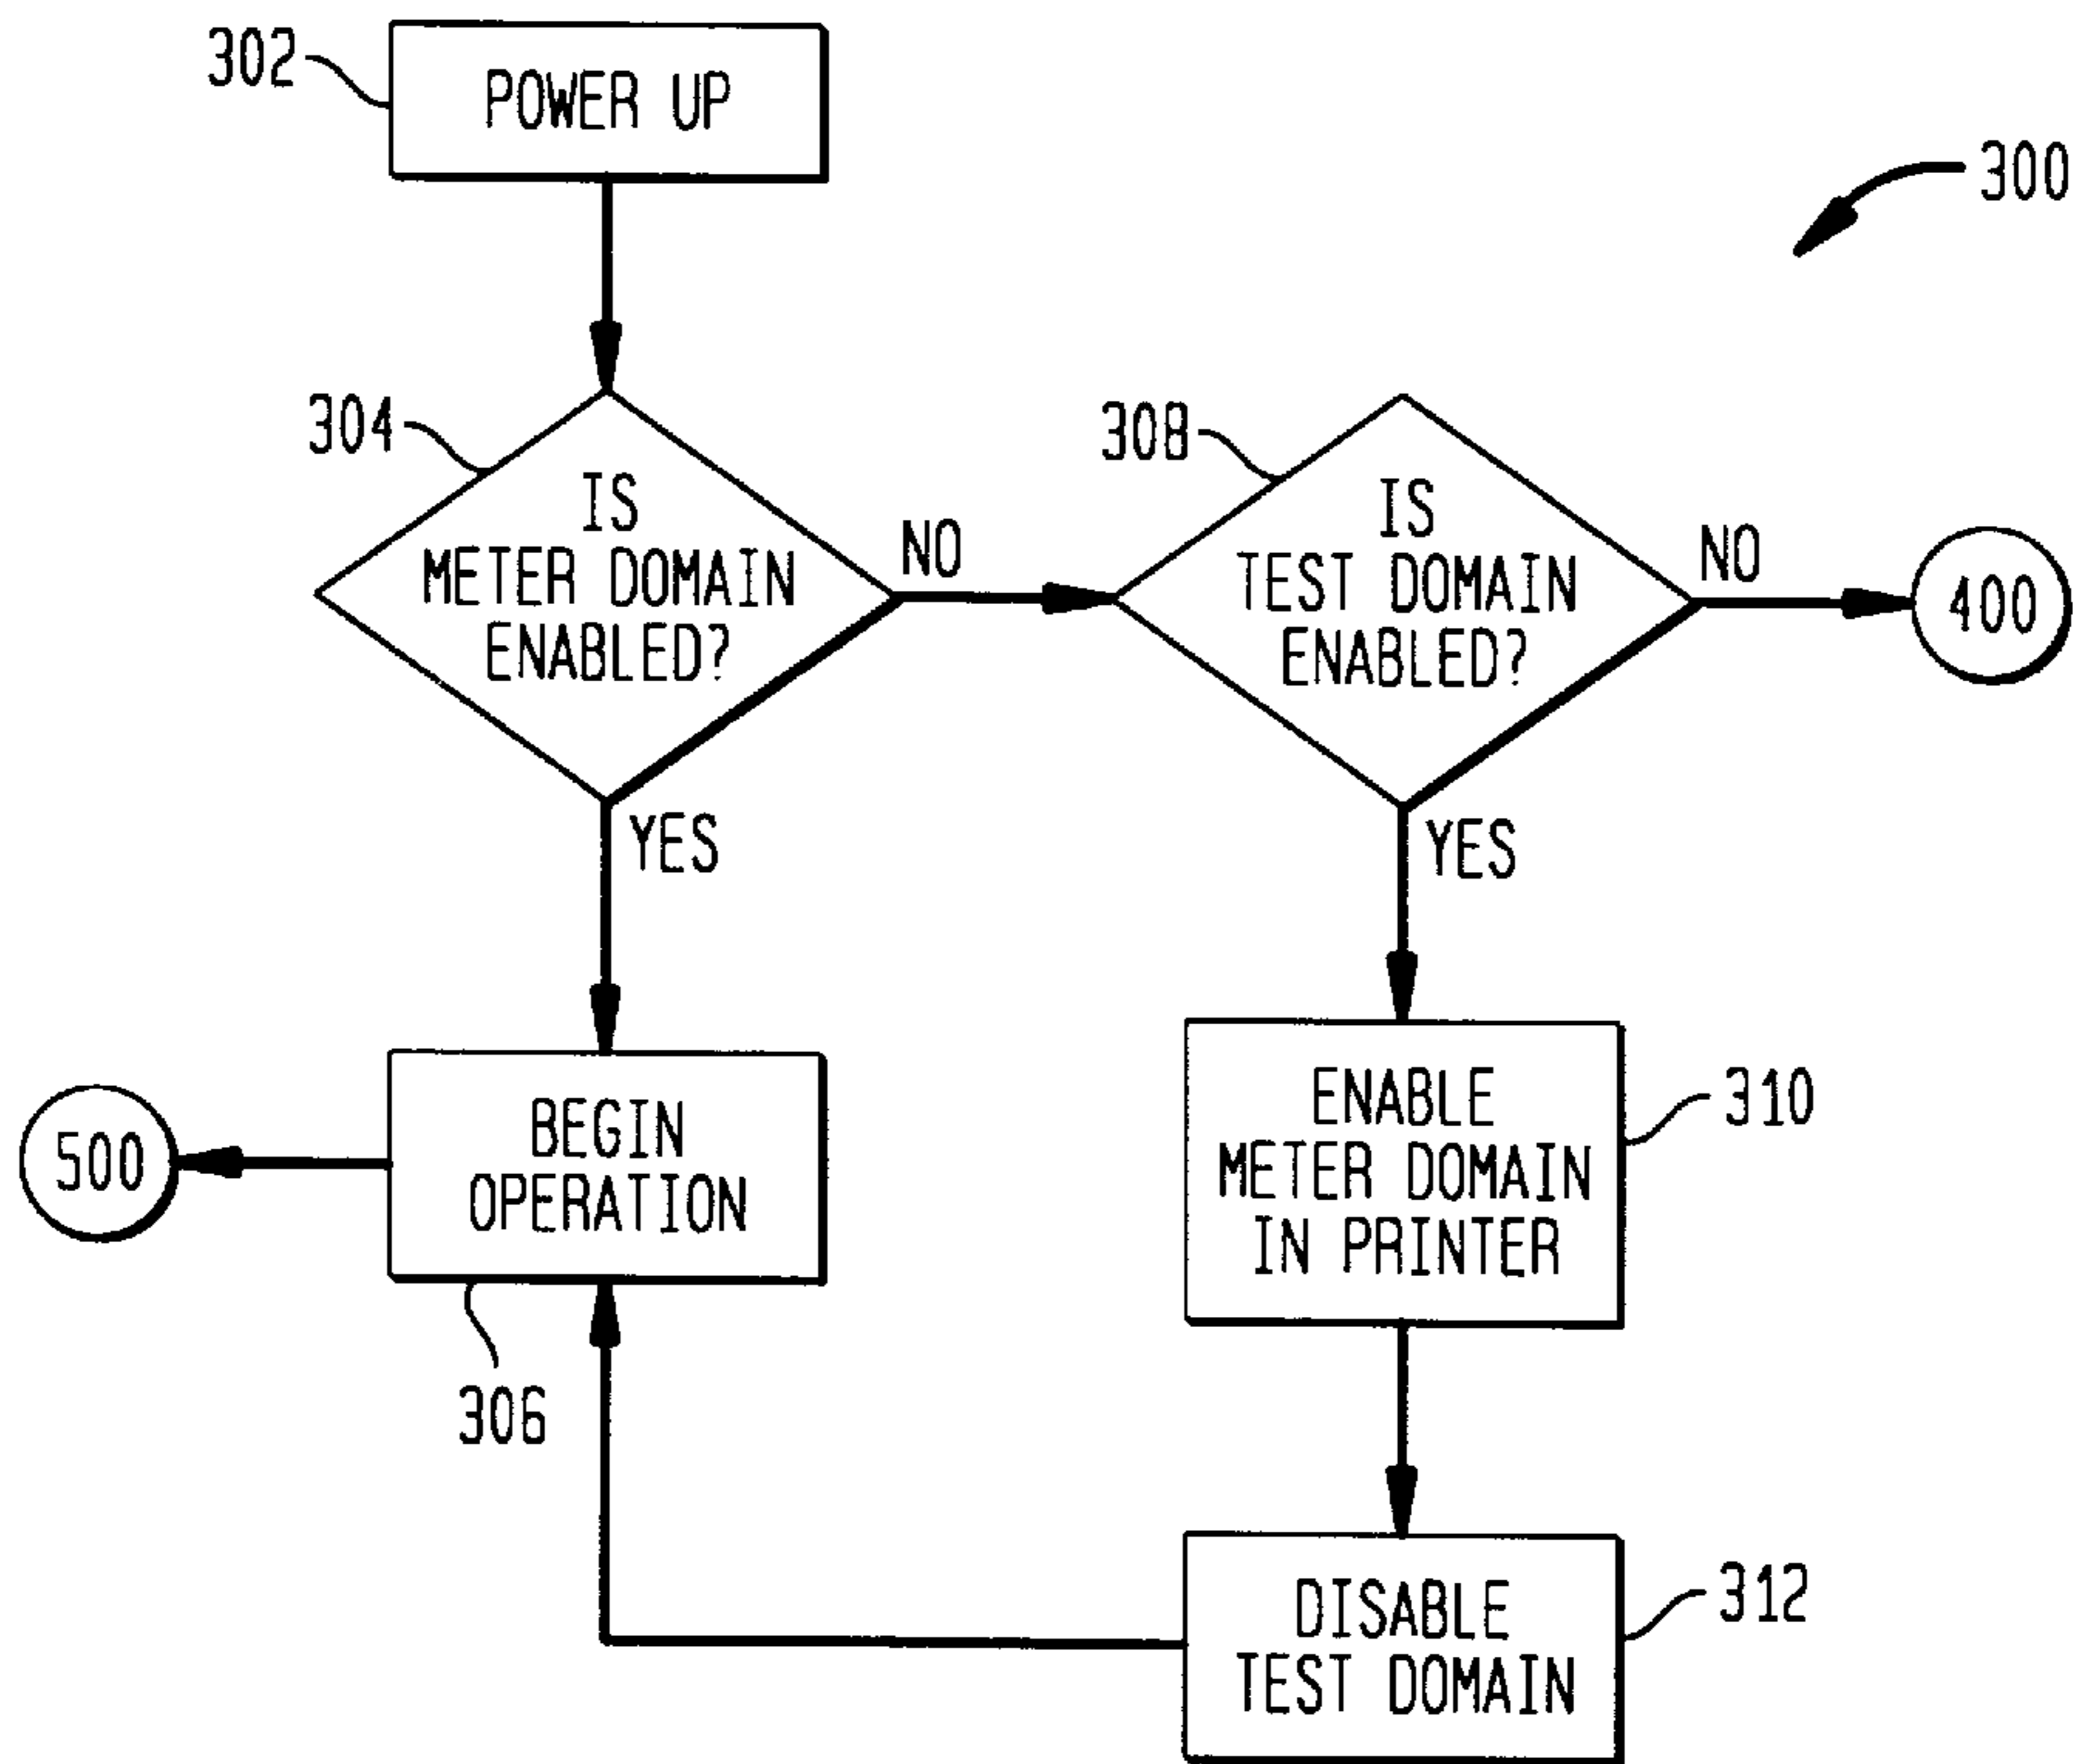 302
POWER UP
300
304
IS
METER DOMAIN
ENABLED?
NO
308
IS
TEST DOMAIN
ENABLED?
NO
400
YES
YES
500
BEGIN
OPERATION
306
ENABLE
METER DOMAIN
IN PRINTER
310
DISABLE
TEST DOMAIN
312